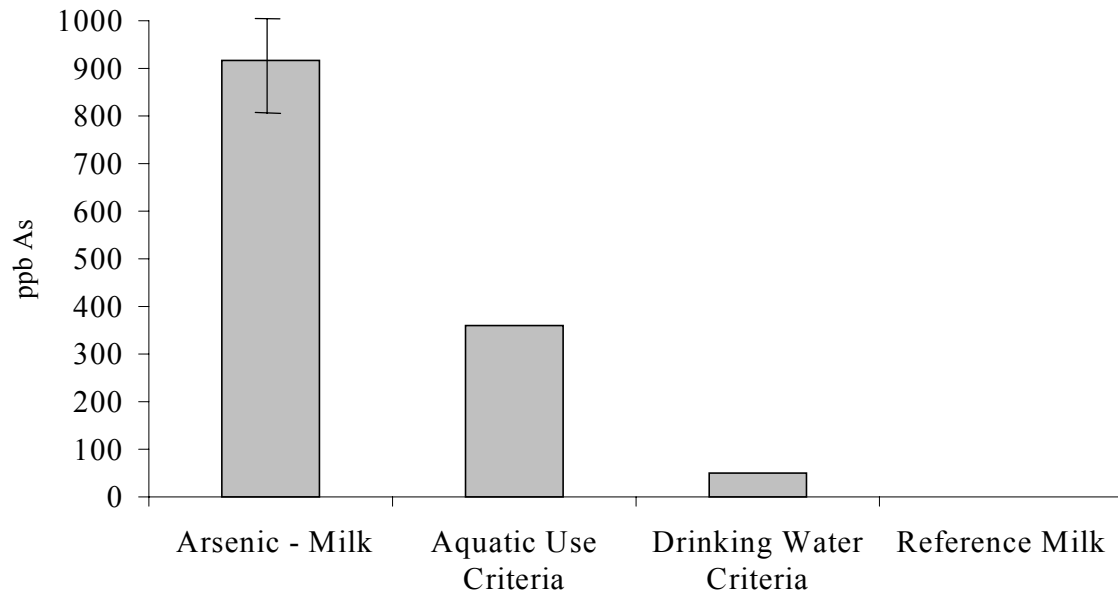 1000
900
800
700
600
500
400
300
200
100
0
ppb As
Arsenic - Milk
Aquatic Use
Criteria
Drinking Water
Criteria
Reference Milk